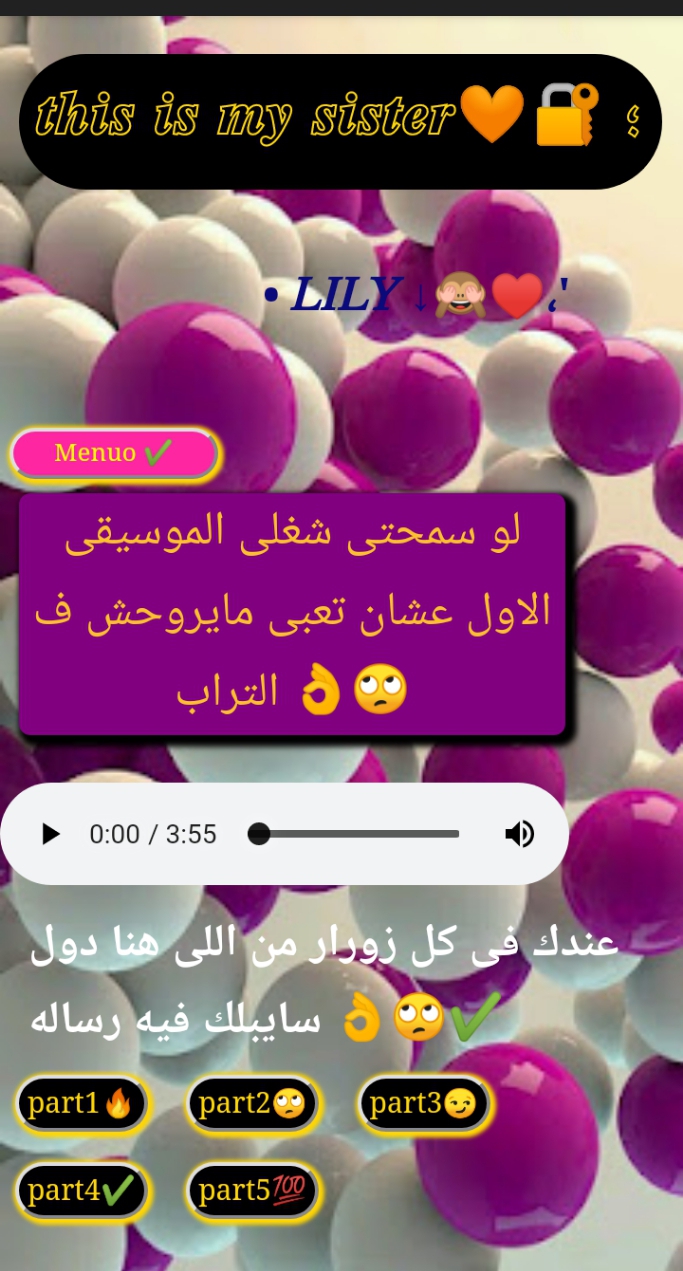 this is my sister🧡🔐 ؛
• LILY ↓🙈♥️،'
Menuo ✅
لو سمحتى شغلى الموسيقى
الاول عشان تعبى مايروحش ف
التراب 👌🙄
0:00 / 3:55
عندك فى كل زورار من اللى هنا دول
سايبلك فيه رساله 👌🙄✅
part1🔥 part2🙄 part3😏
part4✅ part5💯